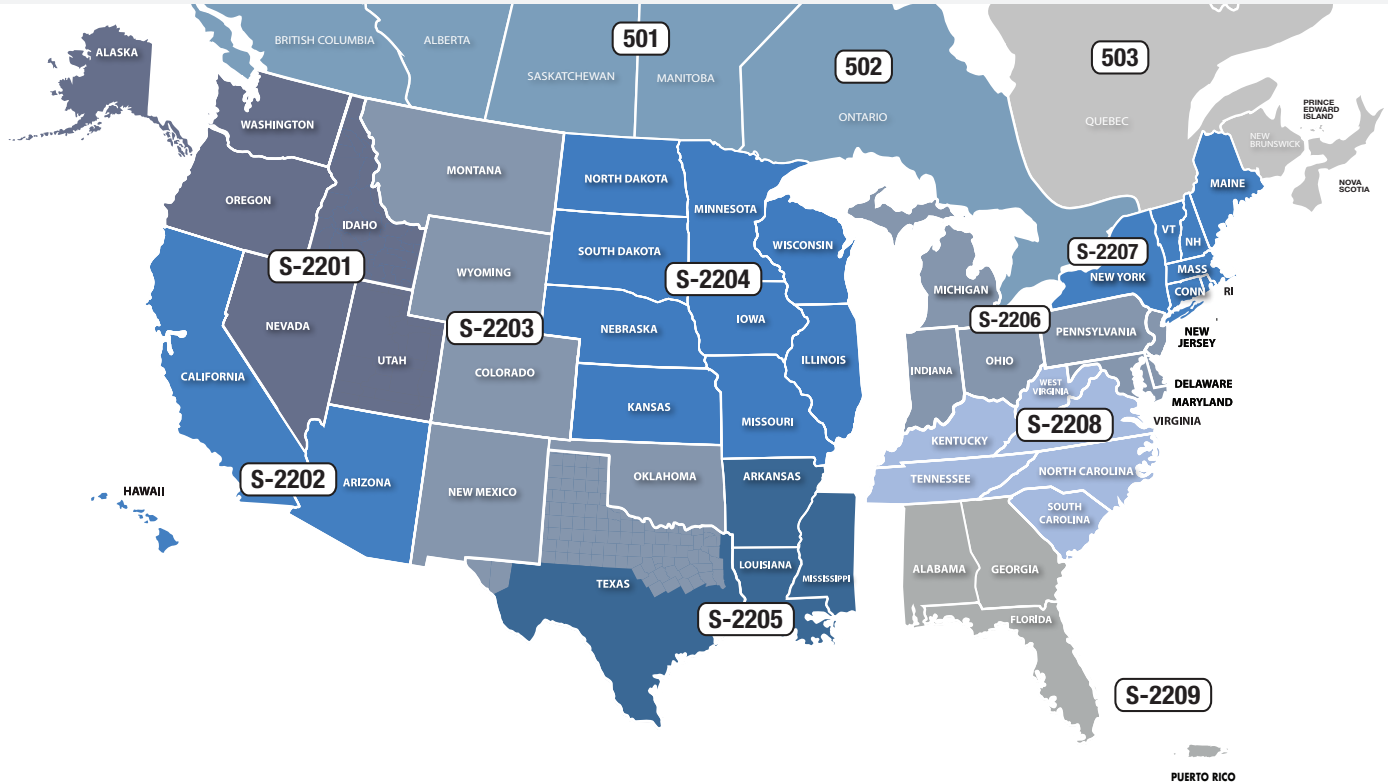 ALASKA
BRITISH COLUMBIA
ALBERTA
501
SASKATCHEWAN
MANITOBA
502
ONTARIO
503
QUEBEC
PRINCE
EDWARD
ISLAND
NEW
BRUNSWICK
NOVA
SCOTIA
WASHINGTON
OREGON
IDAHO
MONTANA
NORTH DAKOTA
MINNESOTA
WISCONSIN
MAINE
VT
NH
S-2207
NEW YORK
MASS
CONN
RI
S-2201
WYOMING
SOUTH DAKOTA
S-2204
MICHIGAN
NEVADA
UTAH
S-2203
COLORADO
NEBRASKA
IOWA
ILLINOIS
S-2206
INDIANA
OHIO
PENNSYLVANIA
NEW
JERSEY
DELAWARE
MARYLAND
VIRGINIA
WEST
VIRGINIA
CALIFORNIA
KANSAS
MISSOURI
KENTUCKY
S-2208
S-2202
ARIZONA
NEW MEXICO
OKLAHOMA
ARKANSAS
TENNESSEE
NORTH CAROLINA
SOUTH
CAROLINA
HAWAII
TEXAS
LOUISIANA
MISSISSIPPI
ALABAMA
GEORGIA
S-2205
FLORIDA
S-2209
PUERTO RICO